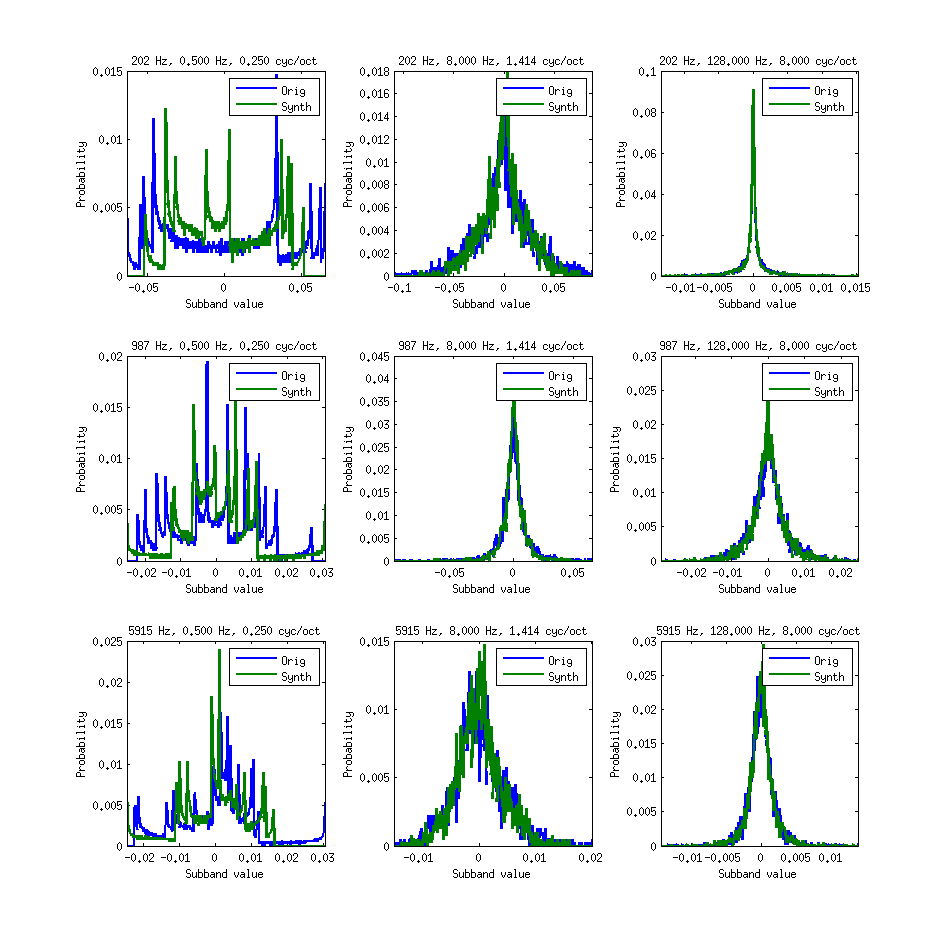 202 Hz, 0.500 Hz, 0.250 cyc/oct
0.015
0.01
0.005
0
Probability
Orig
Synth
-0.05 0 0.05
Subband value
202 Hz, 8.000 Hz, 1.414 cyc/oct
0.018
0.016
0.014
0.012
0.01
0.008
0.006
0.004
0.002
0
Probability
Orig
Synth
-0.1 -0.05 0 0.05
Subband value
202 Hz, 128.000 Hz, 8.000 cyc/oct
0.1
0.08
0.06
0.04
0.02
0
Probability
Orig
Synth
-0.01 -0.005 0 0.005 0.01 0.015
Subband value
987 Hz, 0.500 Hz, 0.250 cyc/oct
0.02
0.015
0.01
0.005
0
Probability
Orig
Synth
-0.02 -0.01 0 0.01 0.02 0.03
Subband value
987 Hz, 8.000 Hz, 1.414 cyc/oct
0.045
0.04
0.035
0.03
0.025
0.02
0.015
0.01
0.005
0
Probability
Orig
Synth
-0.05 0 0.05
Subband value
987 Hz, 128.000 Hz, 8.000 cyc/oct
0.03
0.025
0.02
0.015
0.01
0.005
0
Probability
Orig
Synth
-0.02 -0.01 0 0.01 0.02
Subband value
5915 Hz, 0.500 Hz, 0.250 cyc/oct
0.025
0.02
0.015
0.01
0.005
0
Probability
Orig
Synth
-0.02 -0.01 0 0.01 0.02 0.03
Subband value
5915 Hz, 8.000 Hz, 1.414 cyc/oct
0.015
0.01
0.005
0
Probability
Orig
Synth
-0.01 0 0.01 0.02
Subband value
5915 Hz, 128.000 Hz, 8.000 cyc/oct
0.03
0.025
0.02
0.015
0.01
0.005
0
Probability
Orig
Synth
-0.01 -0.005 0 0.005 0.01
Subband value